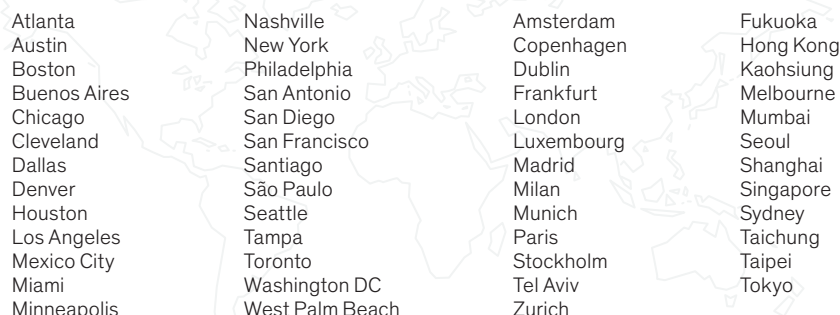 Atlanta
Austin
Boston
Buenos Aires
Chicago
Cleveland
Dallas
Denver
Houston
Los Angeles
Mexico City
Miami
Minneapolis
Nashville
New York
Philadelphia
San Antonio
San Diego
San Francisco
Santiago
São Paulo
Seattle
Tampa
Toronto
Washington DC
West Palm Beach
Amsterdam
Copenhagen
Dublin
Frankfurt
London
Luxembourg
Madrid
Milan
Munich
Paris
Stockholm
Tel Aviv
Zurich
Fukuoka
Hong Kong
Kaohsiung
Melbourne
Mumbai
Seoul
Shanghai
Singapore
Sydney
Taichung
Taipei
Tokyo